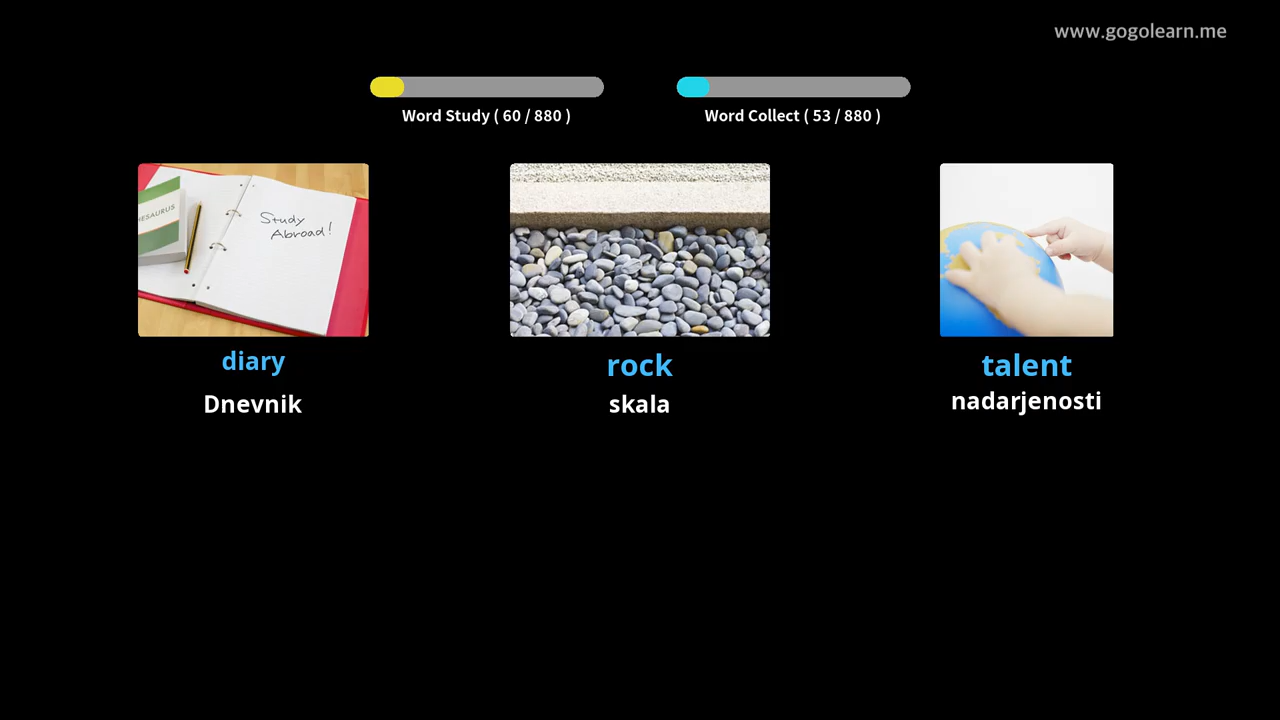 www.gogolearn.me
Word Study ( 60 / 880 )
Word Collect ( 53 / 880 )
HESAURUS
Study
Abroad!
diary
rock
talent
Dnevnik
skala
nadarjenosti